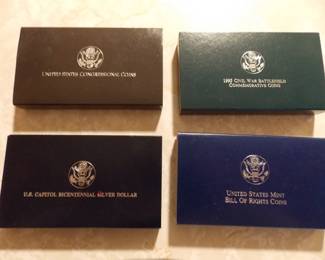 UNITED STATES CONGRESSIONAL COINS
1995 CIVIL WAR BATTLEFIELD
COMMEMORATIVE COINS
U.S. CAPITOL BICENTENNIAL SILVER DOLLAR
UNITED STATES MINT
BILL OF RIGHTS COINS